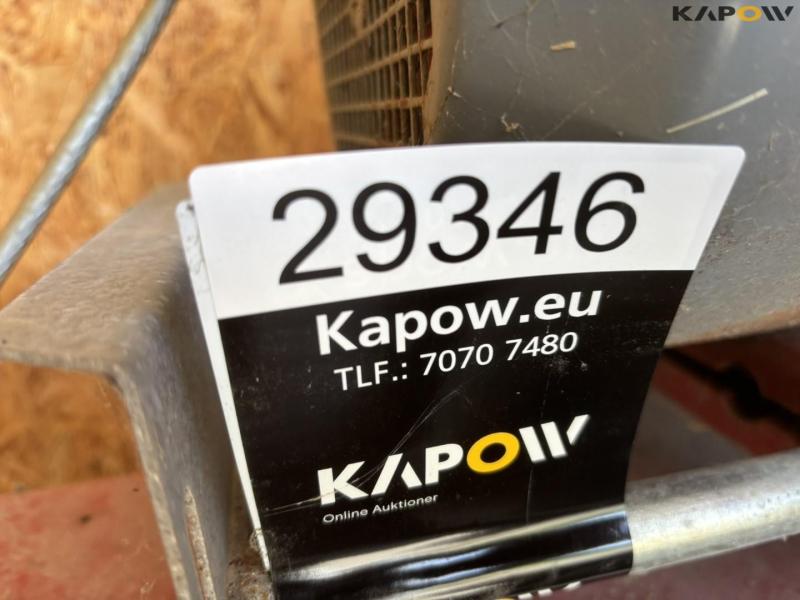 KAPOW
29346
Kapow.eu
TLF.: 7070 7480
KAPOW
Online Auktioner